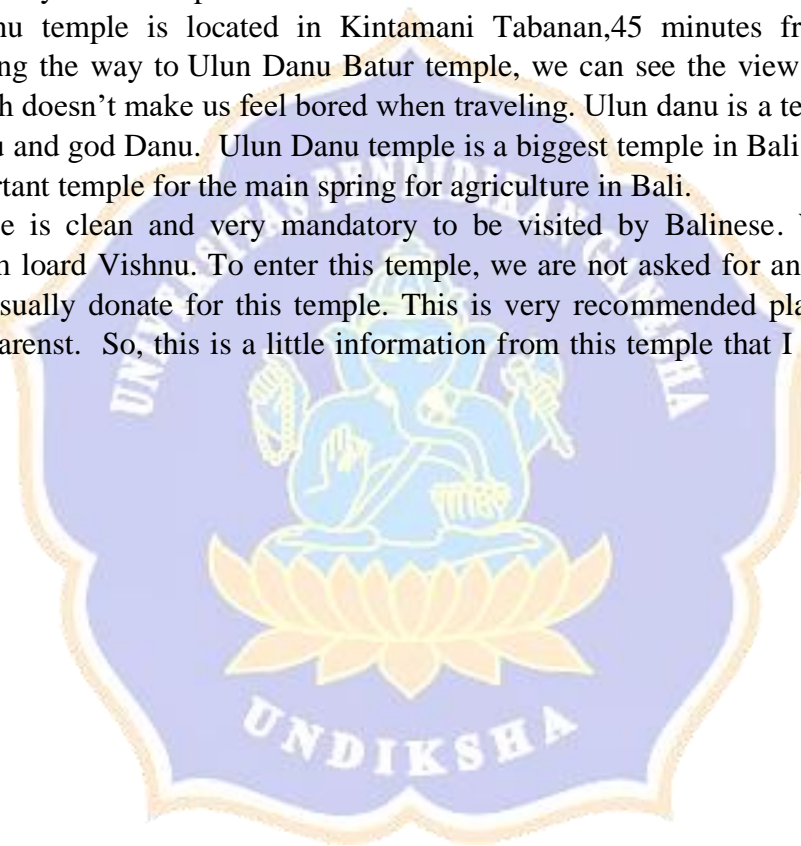 nu temple is located in Kintamani Tabanan,45 minutes
ng the way to Ulun Danu Batur temple, we can see the view
h doesn't make us feel bored when traveling. Ulun danu is a
u and god Danu. Ulun Danu temple is a biggest temple in Bali
rtant temple for the main spring for agriculture in Bali.
e is clean and very mandatory to be visited by Balinese.
n loard Vishnu. To enter this temple, we are not asked for an
sually donate for this temple. This is very recommended
arenst. So, this is a little information from this temple that I
UNIVERSITAS PENDIDIKAN GANESHA
UNDIKSHA